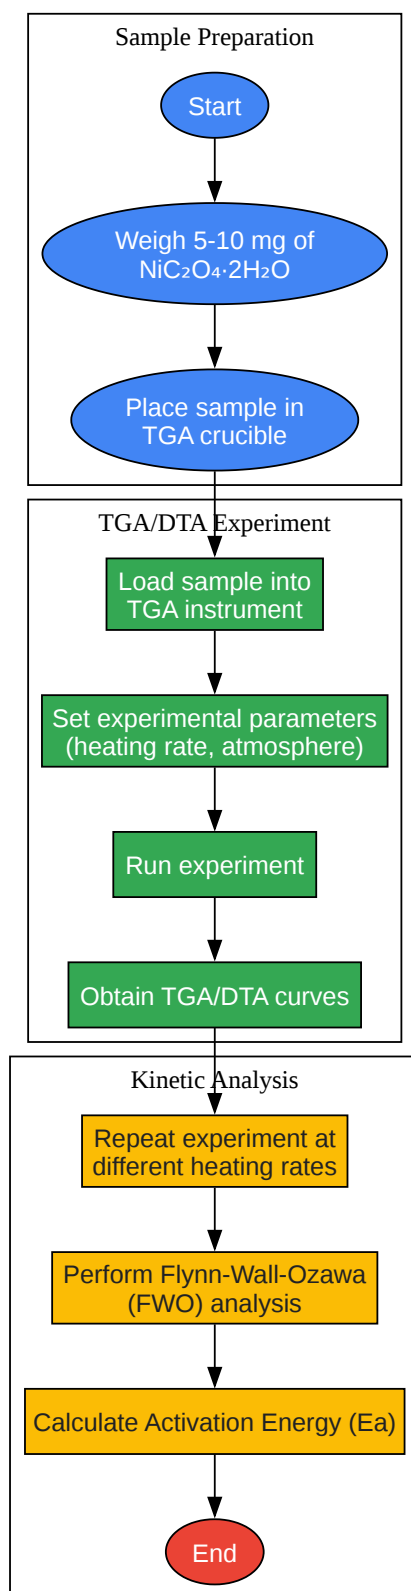 Sample Preparation
Start
Weigh 5-10 mg of
NiC₂O₄·2H₂O
Place sample in
TGA crucible
TGA/DTA Experiment
Load sample into
TGA instrument
Set experimental parameters
(heating rate, atmosphere)
Run experiment
Obtain TGA/DTA curves
Kinetic Analysis
Repeat experiment at
different heating rates
Perform Flynn-Wall-Ozawa
(FWO) analysis
Calculate Activation Energy (Ea)
End